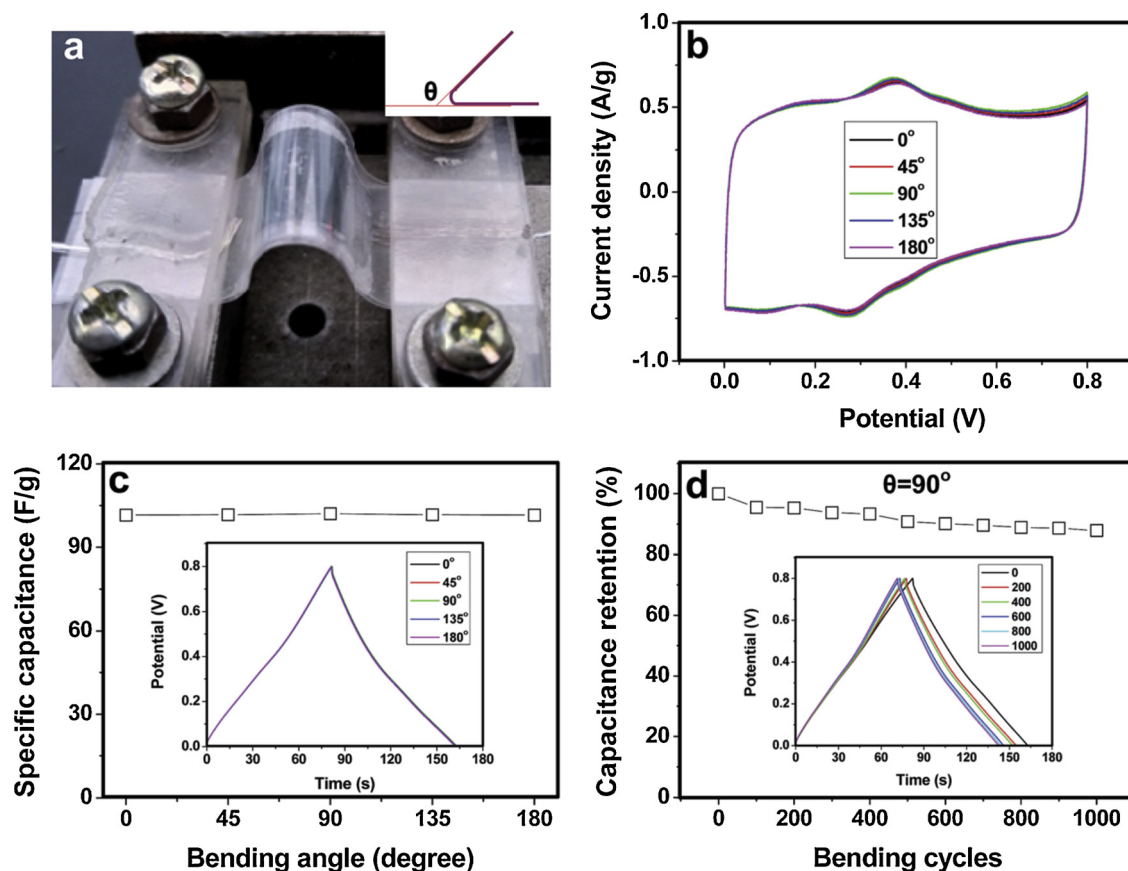 a
θ
b
1.0
0.5
0.0
-0.5
-1.0
Current density (A/g)
0°
45°
90°
135°
180°
0.0 0.2 0.4 0.6 0.8
Potential (V)
c
120
90
60
30
0
Specific capacitance (F/g)
0.8
0.6
0.4
0.2
0.0
Potential (V)
0°
45°
90°
135°
180°
0 30 60 90 120 150 180
Time (s)
0 45 90 135 180
Bending angle (degree)
d
θ=90°
100
80
60
40
20
0
Capacitance retention (%)
0.8
0.6
0.4
0.2
0.0
Potential (V)
0
200
400
600
800
1000
0 30 60 90 120 150 180
Time (s)
0 200 400 600 800 1000
Bending cycles